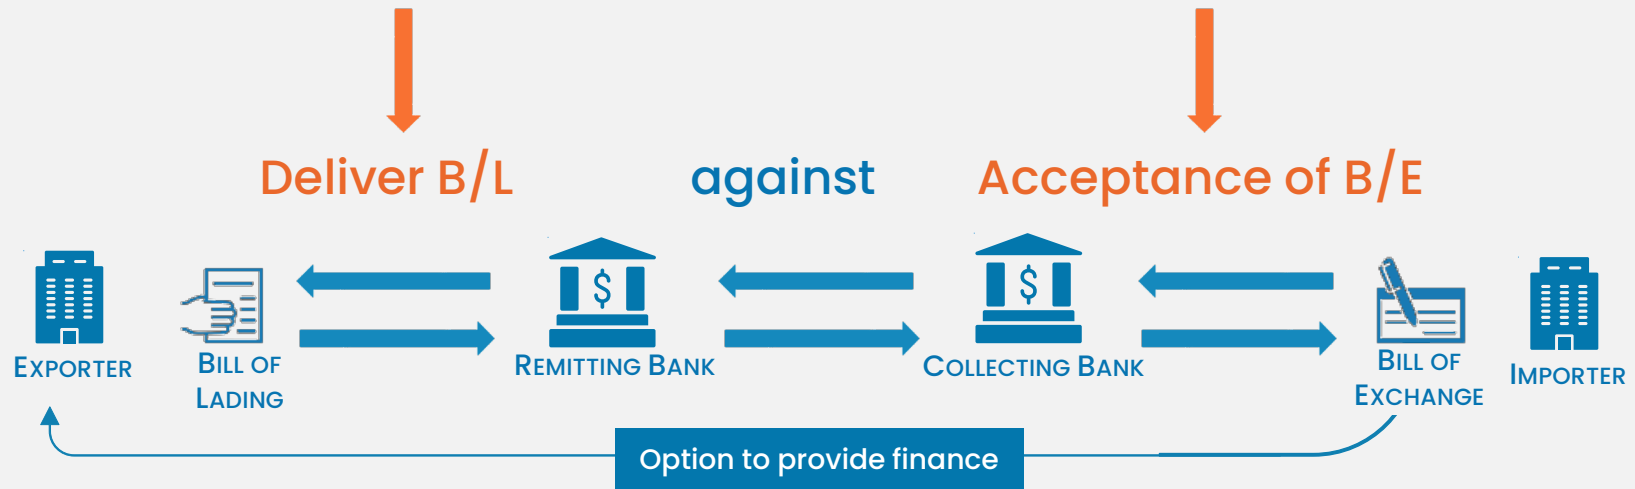 Deliver B/L against Acceptance of B/E
$ $
EXPORTER BILL OF REMITTING BANK COLLECTING BANK BILL OF IMPORTER
LADING EXCHANGE
Option to provide finance